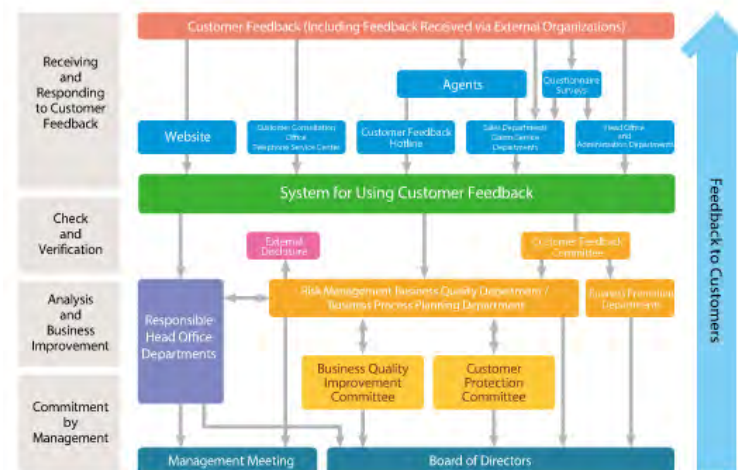 Customer Feedback (Including Feedback Received via External Organizations)
Receiving
and
Responding
to Customer
Feedback
Agents
Questionnaire
Surveys
Website
Customer Consultation
Office
Telephone Service Center
Customer Feedback
Hotline
Sales Department/
Claim Service
Departments
Head Office
and
Administration Departments
System for Using Customer Feedback
Check
and
Verification
External
Disclosure
Customer Feedback
Committee
Analysis
and
Business
Improvement
Responsible
Head Office
Departments
Risk Management Business Quality Department /
Business Process Planning Department
Business Promotion
Departments
Business Quality
Improvement
Committee
Customer
Protection
Committee
Commitment
by
Management
Management Meeting
Board of Directors
Feedback to Customers